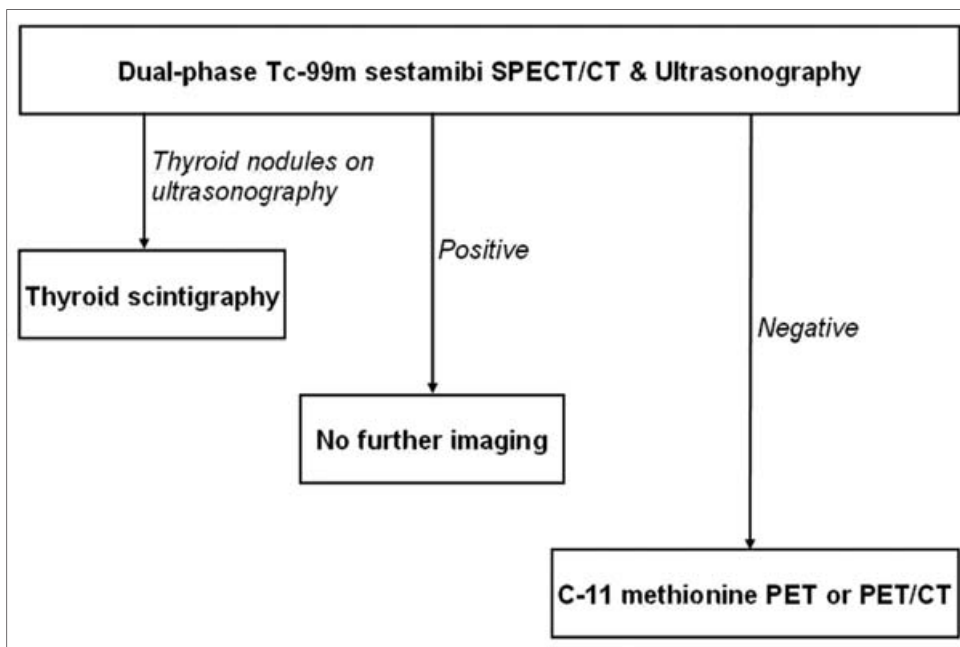 Dual-phase Tc-99m sestamibi SPECT/CT & Ultrasonography
Thyroid nodules on
ultrasonography
Thyroid scintigraphy
Positive
No further imaging
Negative
C-11 methionine PET or PET/CT